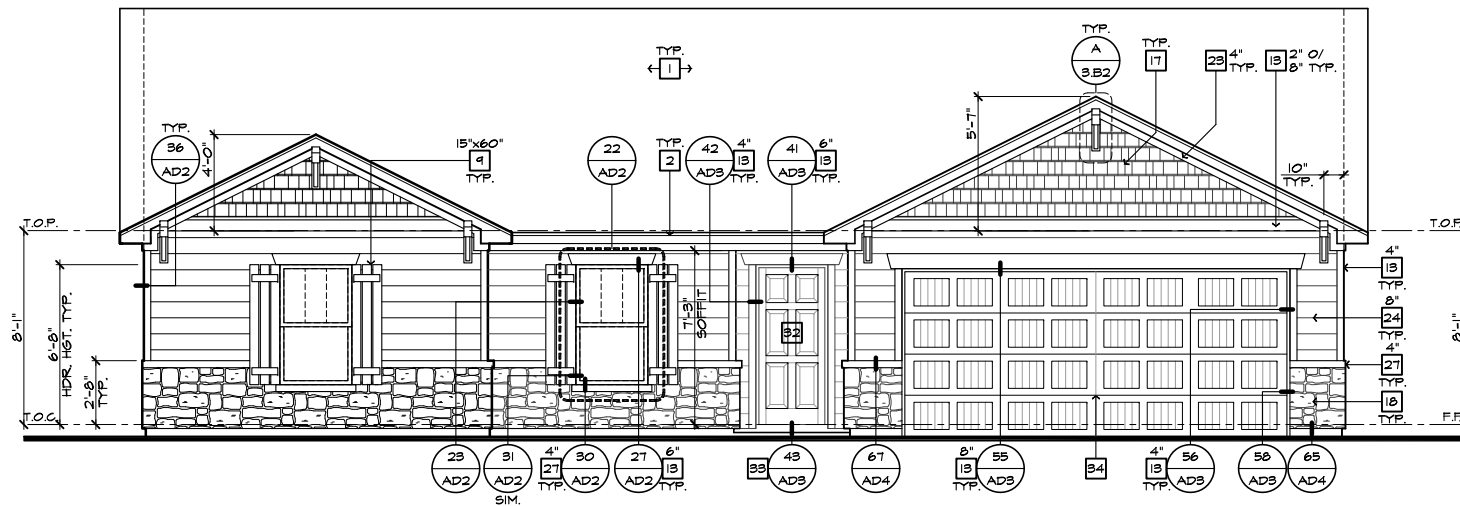 TYP.
A
3.B2
TYP.
1
TYP.
17
23 4" TYP.
13 2" O/ 8" TYP.
TYP.
36
AD2
4'-0"
15"x60"
9
TYP.
22
AD2
TYP.
2
42
AD3
4"
13
TYP.
41
AD3
6"
13
TYP.
5'-7"
10"
TYP.
T.O.P.
T.O.P.
8'-1"
6'-8"
HDR. HGT. TYP.
2'-8"
TYP.
7'-3"
SOFFIT
32
4"
13
TYP.
8"
24
4"
27
TYP.
18
TYP.
8'-1"
T.O.C.
F.F.
23
AD2
31
AD2
SIM.
4"
27
TYP.
30
AD2
27
AD2
6"
13
TYP.
33
43
AD3
67
AD4
8"
13
TYP.
55
AD3
34
4"
13
TYP.
56
AD3
58
AD3
65
AD4